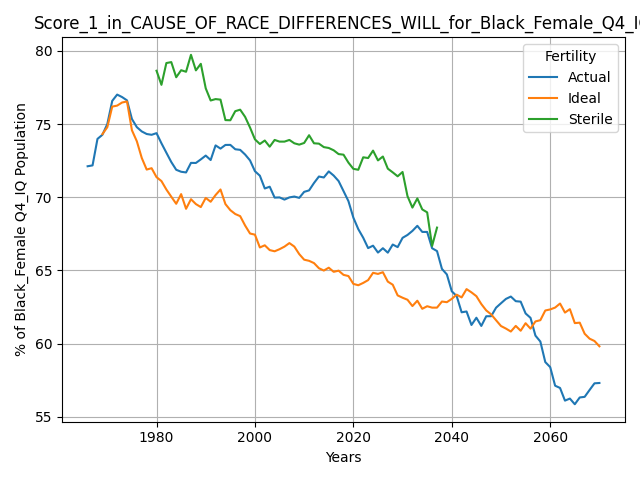 Score_1_in_CAUSE_OF_RACE_DIFFERENCES_WILL_for_Black_Female_Q4_IQ
Fertility
Actual
Ideal
Sterile
% of Black_Female Q4_IQ Population
80
75
70
65
60
55
1980
2000
2020
2040
2060
Years